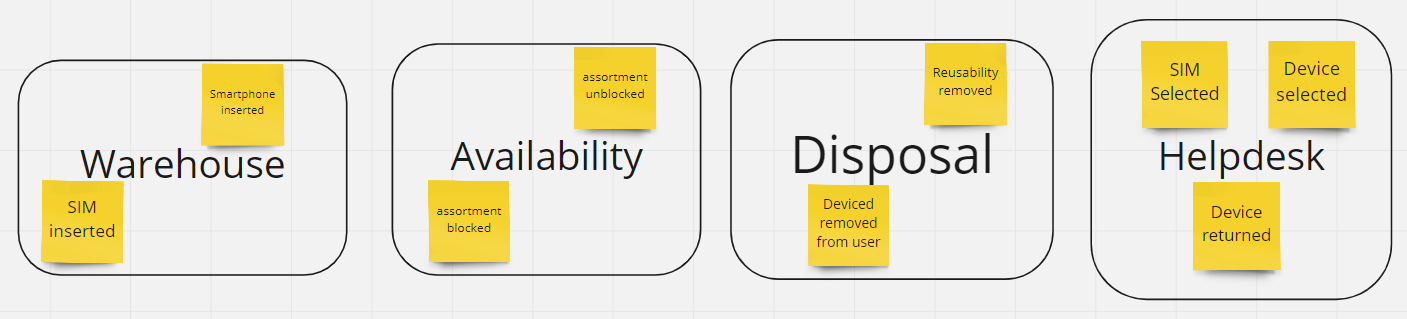 Smartphone
inserted
Warehouse
SIM
inserted
assortment
unblocked
Availability
assortment
blocked
Reusability
removed
Disposal
Deviced
removed
from user
SIM
Selected
Device
selected
Helpdesk
Device
returned